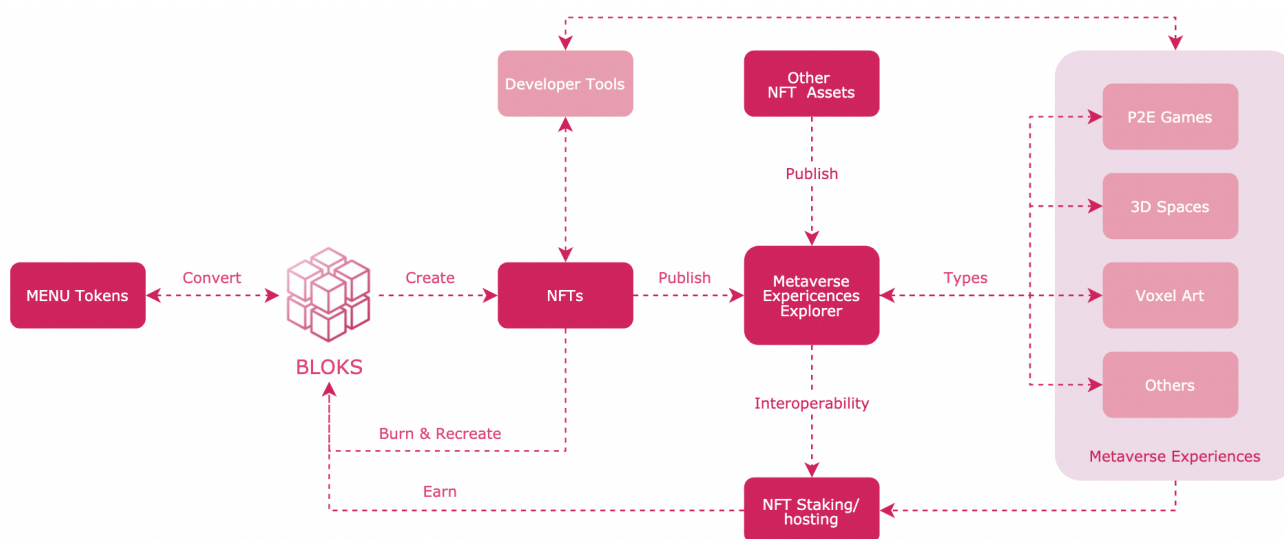 Developer Tools
Other
NFT Assets
P2E Games
Publish
3D Spaces
MENU Tokens
Convert
Create
NFTs
Publish
Metaverse
Expericences
Explorer
Types
Voxel Art
BLOKS
Others
Interoperability
Burn & Recreate
Metaverse Experiences
Earn
NFT Staking/
hosting